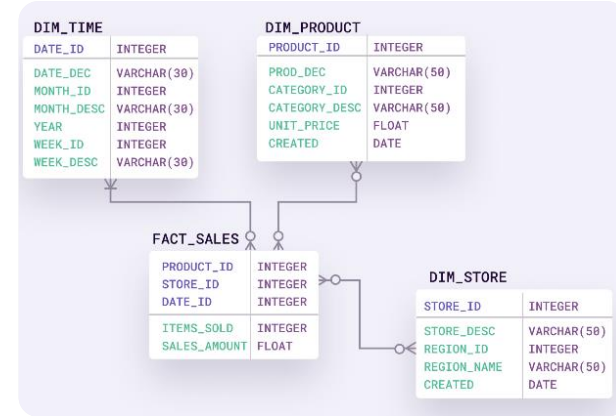 DIM_TIME
DATE_ID INTEGER
DATE_DEC VARCHAR(30)
MONTH_ID INTEGER
MONTH_DESC VARCHAR(30)
YEAR INTEGER
WEEK_ID INTEGER
WEEK_DESC VARCHAR(30)
DIM_PRODUCT
PRODUCT_ID INTEGER
PROD_DEC VARCHAR(50)
CATEGORY_ID INTEGER
CATEGORY_DESC VARCHAR(50)
UNIT_PRICE FLOAT
CREATED DATE
FACT_SALES
PRODUCT_ID INTEGER
STORE_ID INTEGER
DATE_ID INTEGER
ITEMS_SOLD INTEGER
SALES_AMOUNT FLOAT
DIM_STORE
STORE_ID INTEGER
STORE_DESC VARCHAR(50)
REGION_ID INTEGER
REGION_NAME VARCHAR(50)
CREATED DATE